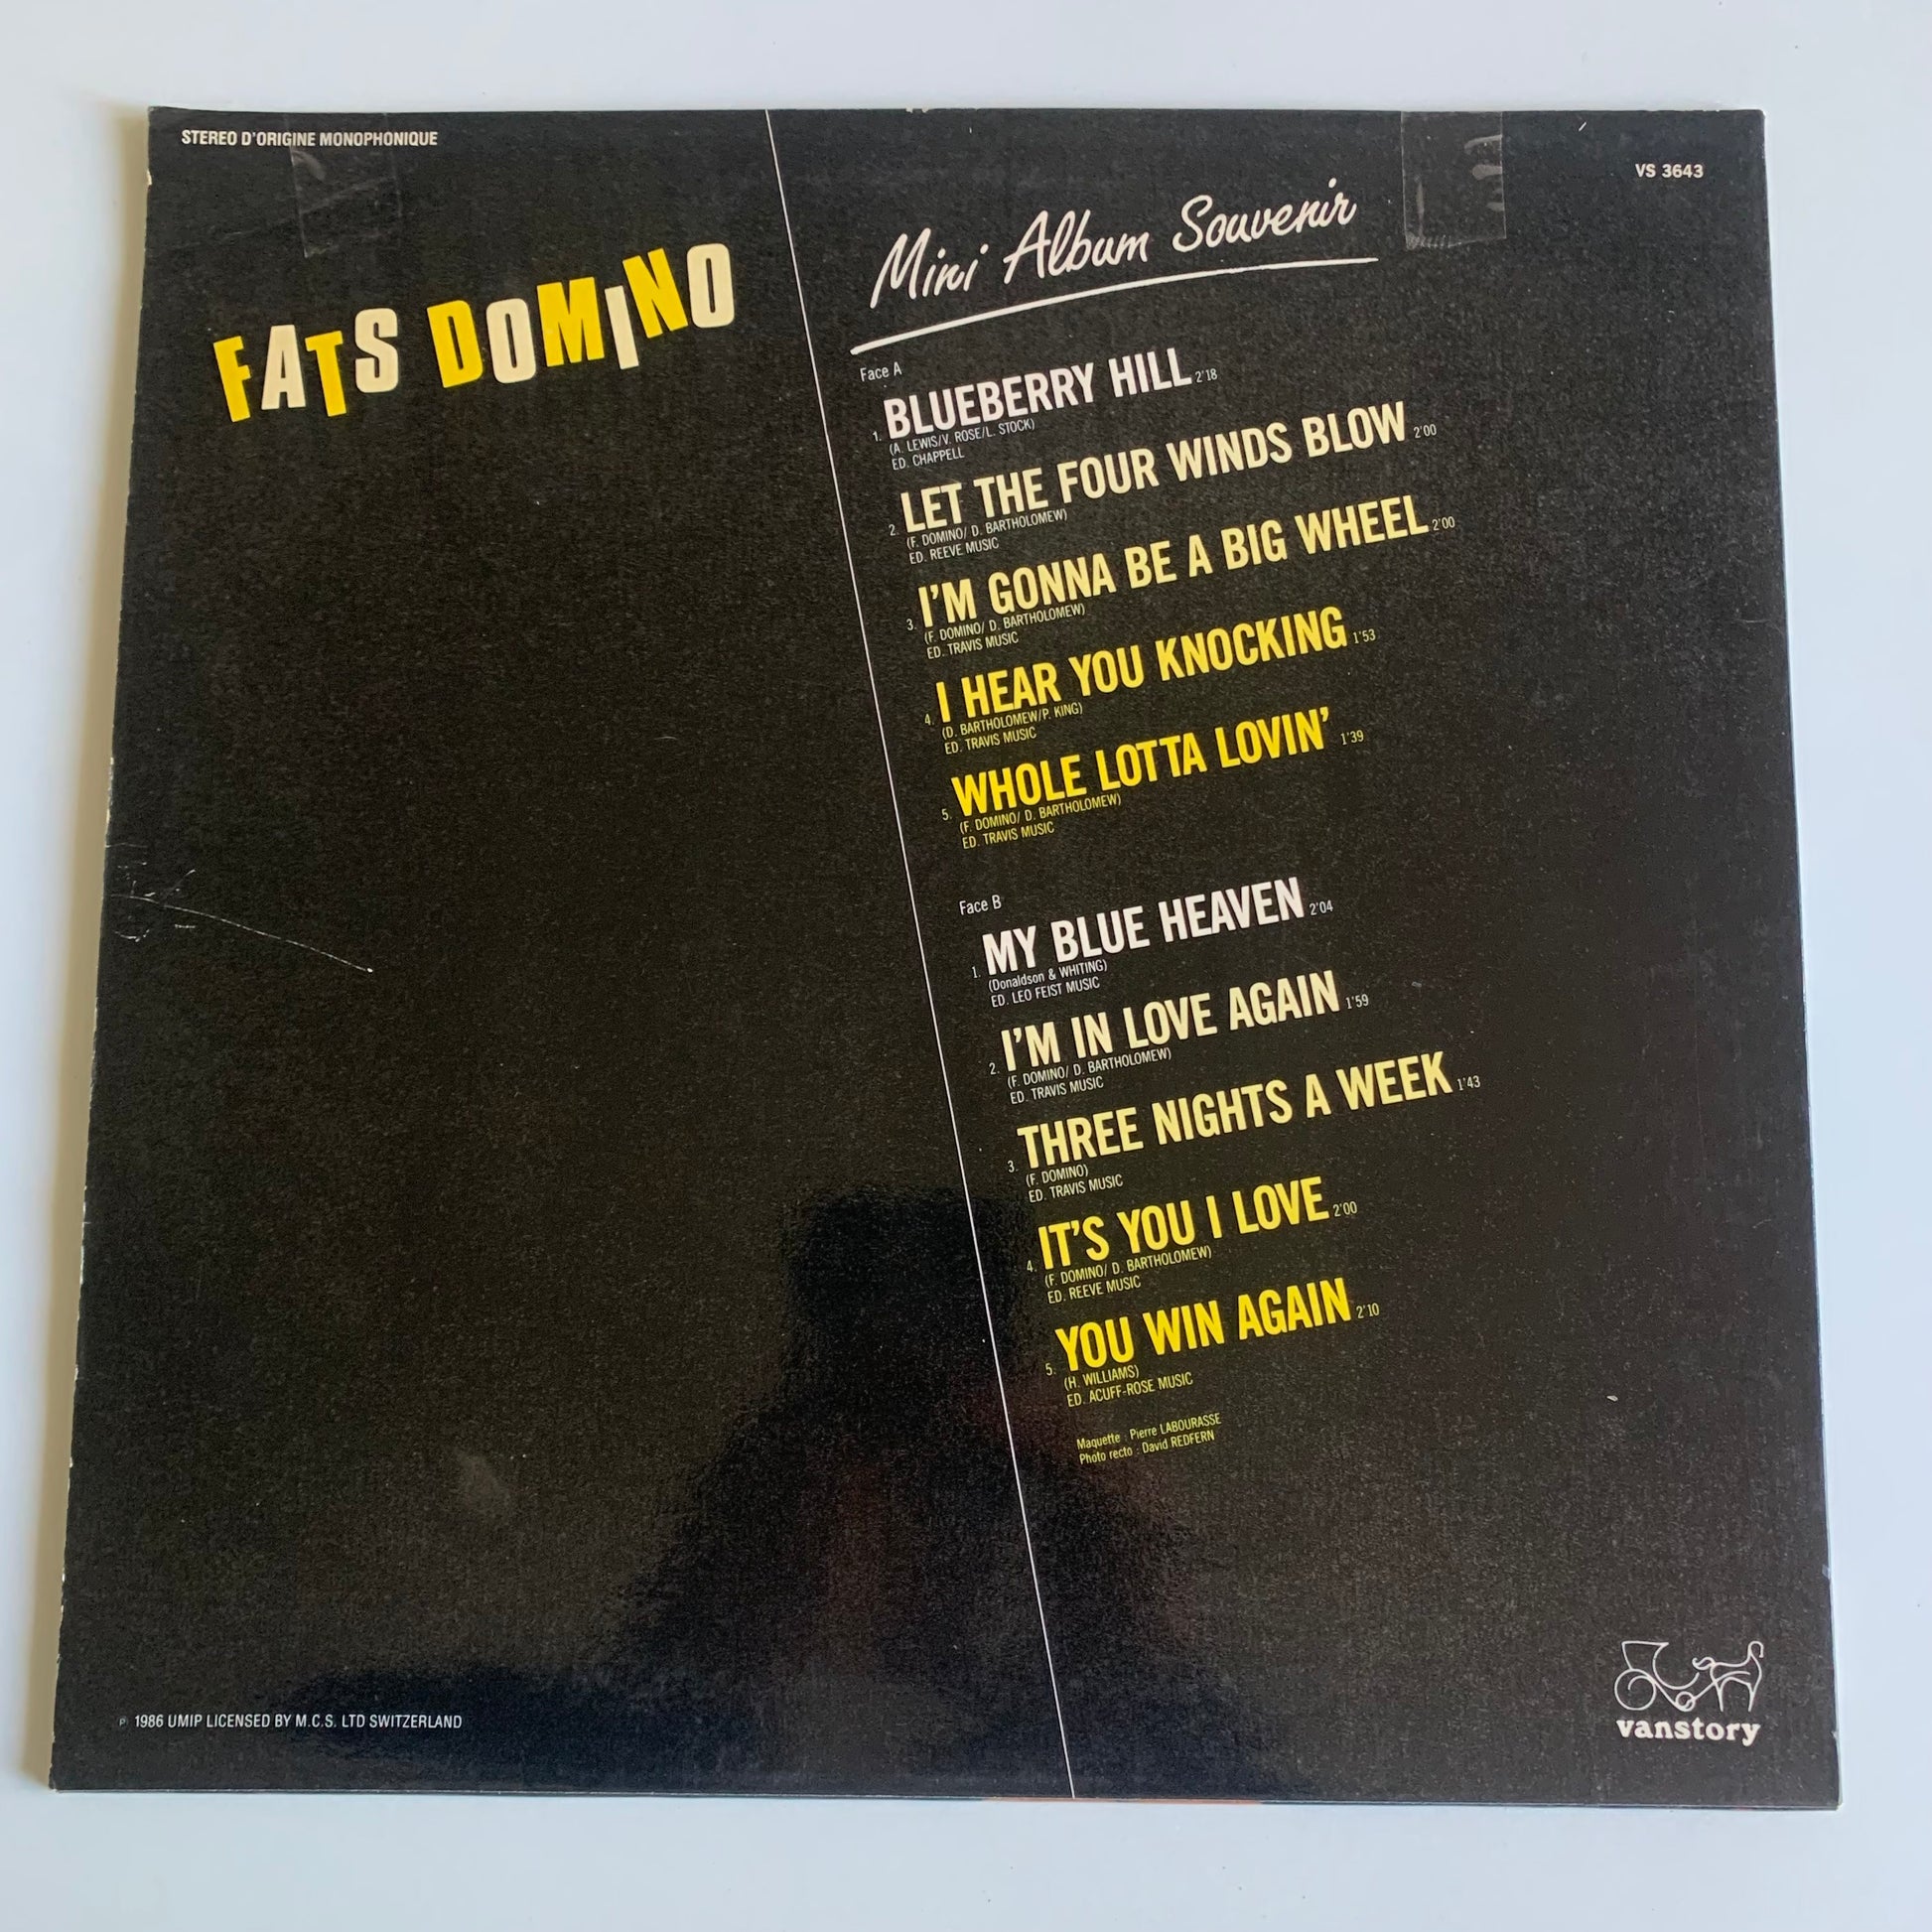 STEREO D'ORIGINE MONOPHONIQUE
VS 3643
FATS DOMINO
Mini Album Souvenir
Face A
1. BLUEBERRY HILL 2'18
(A. LEWIS/V. ROSE/L. STOCK)
ED. CHAPPELL
2. LET THE FOUR WINDS BLOW 2'00
(F. DOMINO/ D. BARTHOLOMEW)
ED. REEVE MUSIC
3. I'M GONNA BE A BIG WHEEL 2'00
(F. DOMINO/ D. BARTHOLOMEW)
ED. TRAVIS MUSIC
4. I HEAR YOU KNOCKING 1'53
(D. BARTHOLOMEW/P. KING)
ED. TRAVIS MUSIC
5. WHOLE LOTTA LOVIN' 1'39
(F. DOMINO/ D. BARTHOLOMEW)
ED. TRAVIS MUSIC
Face B
1. MY BLUE HEAVEN 2'04
(Donaldson & WHITING)
ED. LEO FEIST MUSIC
2. I'M IN LOVE AGAIN 1'59
(F. DOMINO/ D. BARTHOLOMEW)
ED. TRAVIS MUSIC
3. THREE NIGHTS A WEEK 1'43
(F. DOMINO)
ED. TRAVIS MUSIC
4. IT'S YOU I LOVE 2'00
(F. DOMINO/ D. BARTHOLOMEW)
ED. REEVE MUSIC
5. YOU WIN AGAIN 2'10
(H. WILLIAMS)
ED. ACUFF-ROSE MUSIC
Maquette : Pierre LABOURASSE
Photo recto : David REDFERN
℗ 1986 UMIP LICENSED BY M.C.S. LTD SWITZERLAND
vanstory